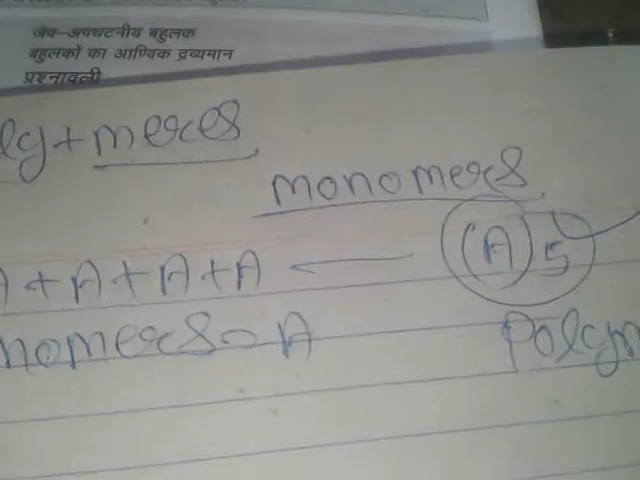 जैव-अपघटनीय बहुलक
बहुलकों का आण्विक द्रव्यमान
प्रश्नावली
ly + mers
monomers
A + A + A + A (A)5
nomers = A Polym